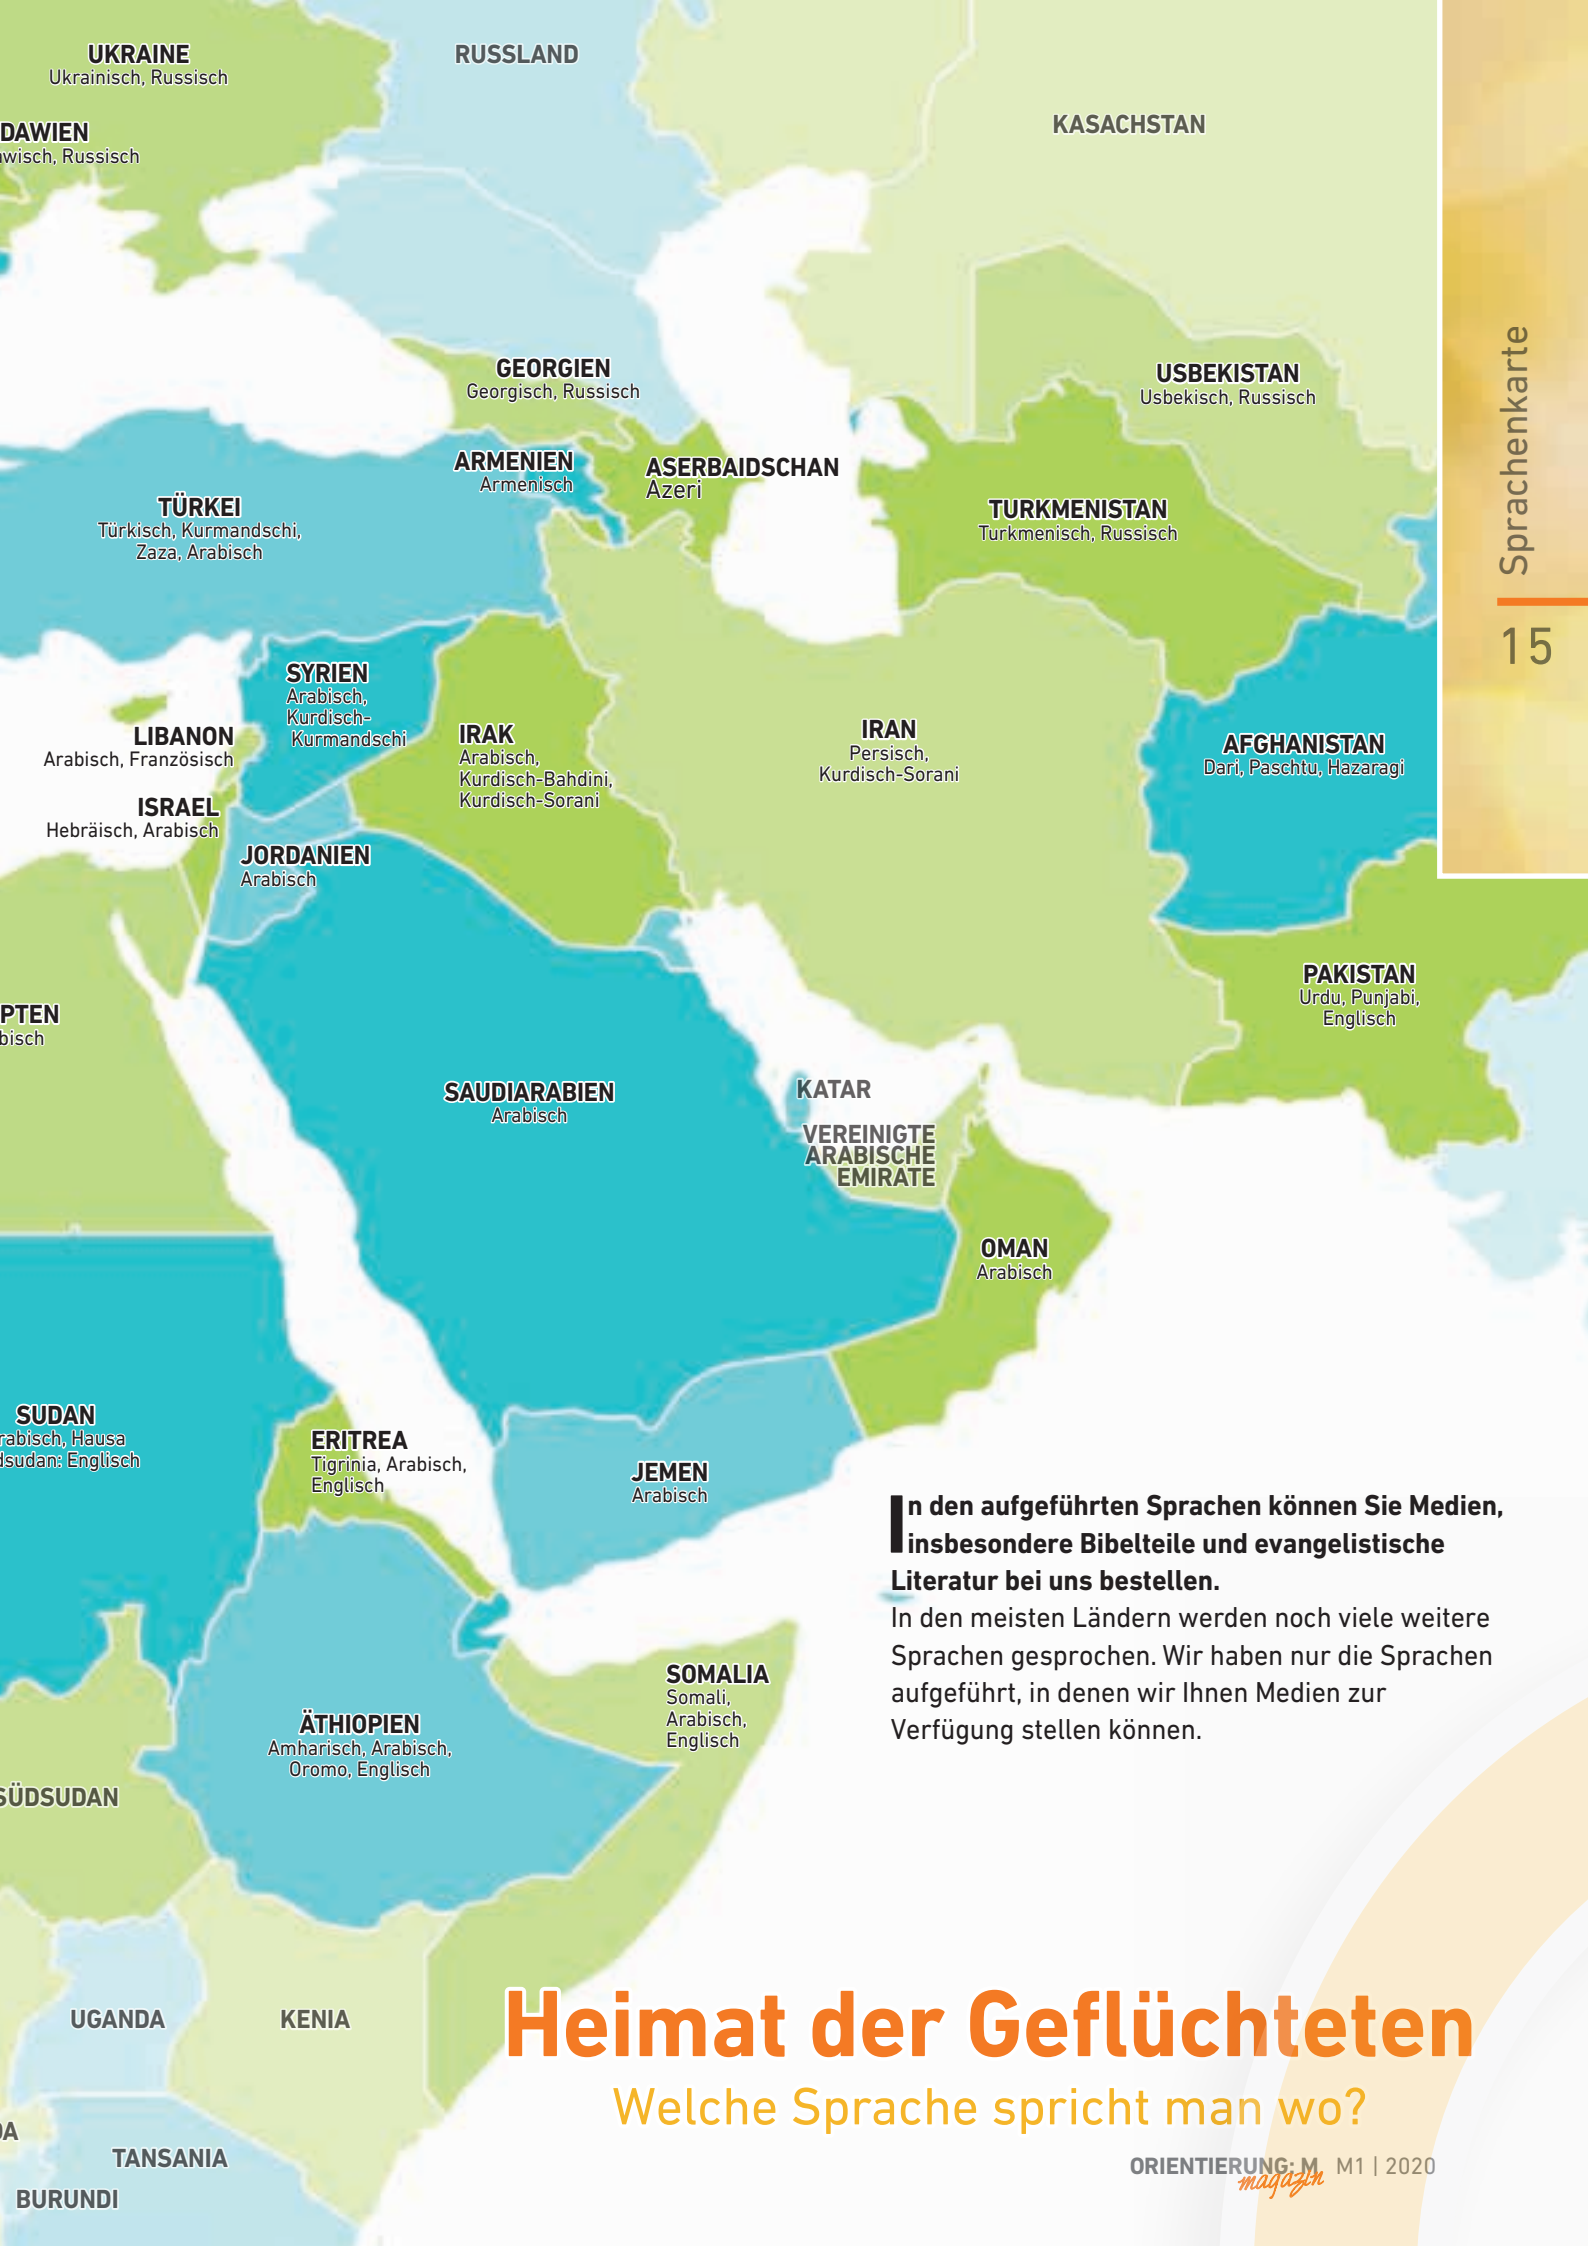 UKRAINE
Ukrainisch, Russisch
RUSSLAND
KASACHSTAN
DAWIEN
wisch, Russisch
GEORGIEN
Georgisch, Russisch
USBEKISTAN
Usbekisch, Russisch
ARMENIEN
Armenisch
ASERBAIDSCHAN
Azeri
TÜRKEI
Türkisch, Kurmandschi,
Zaza, Arabisch
TURKMENISTAN
Turkmenisch, Russisch
Sprachenkarte
15
SYRIEN
Arabisch,
Kurdisch-
Kurmandschi
LIBANON
Arabisch, Französisch
IRAK
Arabisch,
Kurdisch-Bahdini,
Kurdisch-Sorani
IRAN
Persisch,
Kurdisch-Sorani
AFGHANISTAN
Dari, Paschtu, Hazaragi
ISRAEL
Hebräisch, Arabisch
JORDANIEN
Arabisch
PAKISTAN
Urdu, Punjabi,
Englisch
PTEN
bisch
SAUDIARABIEN
Arabisch
KATAR
VEREINIGTE
ARABISCHE
EMIRATE
OMAN
Arabisch
SUDAN
rabisch, Hausa
dsudan: Englisch
ERITREA
Tigrinia, Arabisch,
Englisch
JEMEN
Arabisch
In den aufgeführten Sprachen können Sie Medien,
insbesondere Bibelteile und evangelistische
Literatur bei uns bestellen.
In den meisten Ländern werden noch viele weitere
Sprachen gesprochen. Wir haben nur die Sprachen
aufgeführt, in denen wir Ihnen Medien zur
Verfügung stellen können.
SOMALIA
Somali,
Arabisch,
Englisch
ÄTHIOPIEN
Amharisch, Arabisch,
Oromo, Englisch
SÜDSUDAN
UGANDA
KENIA
Heimat der Geflüchteten
Welche Sprache spricht man wo?
DA
TANSANIA
BURUNDI
ORIENTIERUNG: M M1 | 2020
magazin